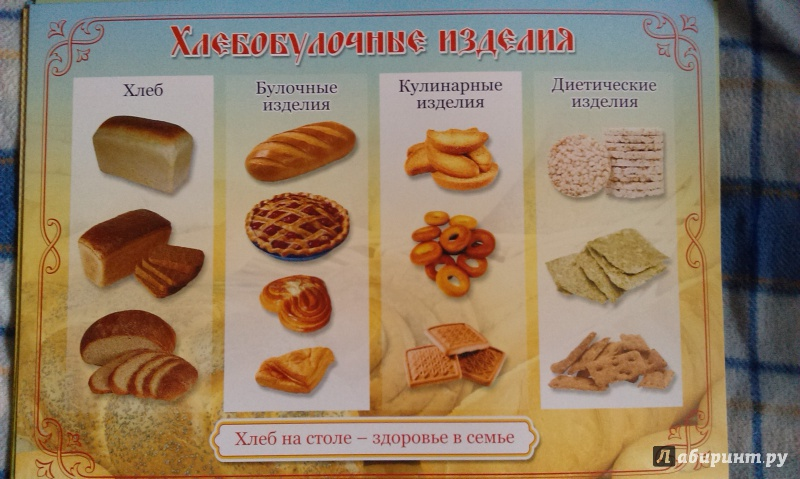 Хлебобулочные изделия
Хлеб
Булочные
изделия
Кулинарные
изделия
Диетические
изделия
Хлеб на столе – здоровье в семье
Лабиринт.ру